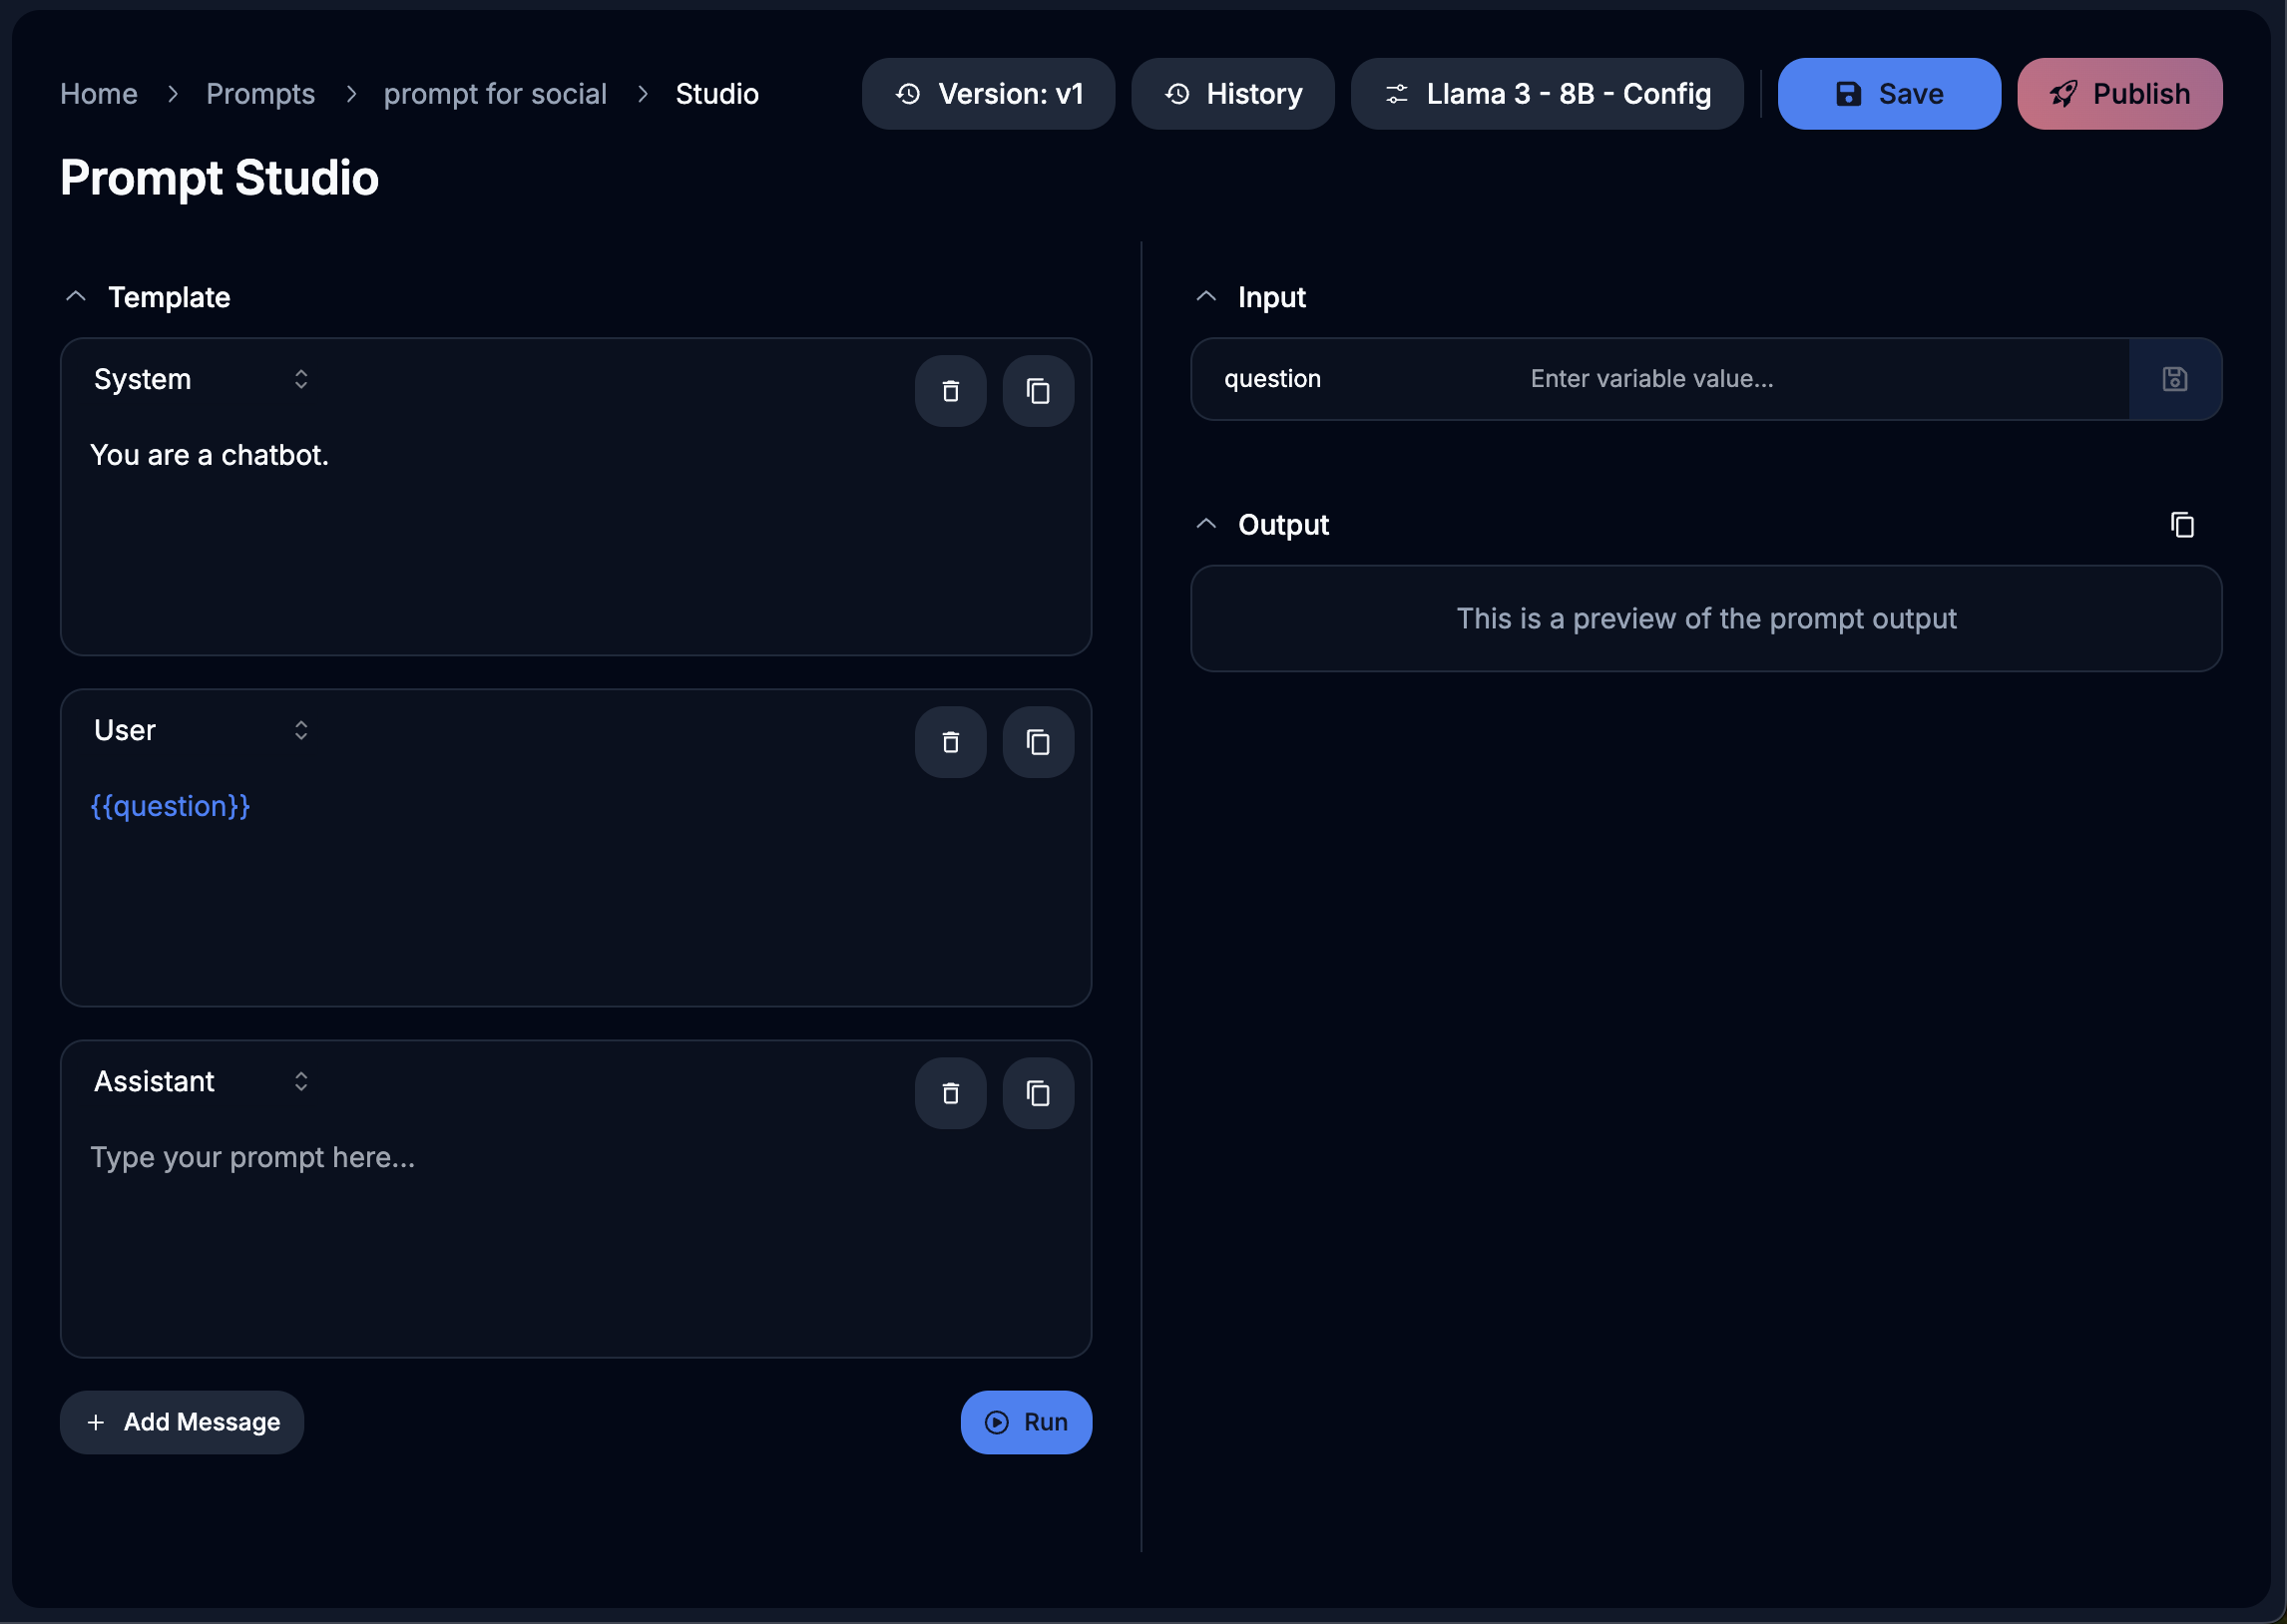 Home > Prompts > prompt for social > Studio
Version: v1
History
Llama 3 - 8B - Config
Save
Publish
Prompt Studio
Template
System
You are a chatbot.
User
{{question}}
Assistant
Type your prompt here...
Add Message
Run
Input
question
Enter variable value...
Output
This is a preview of the prompt output